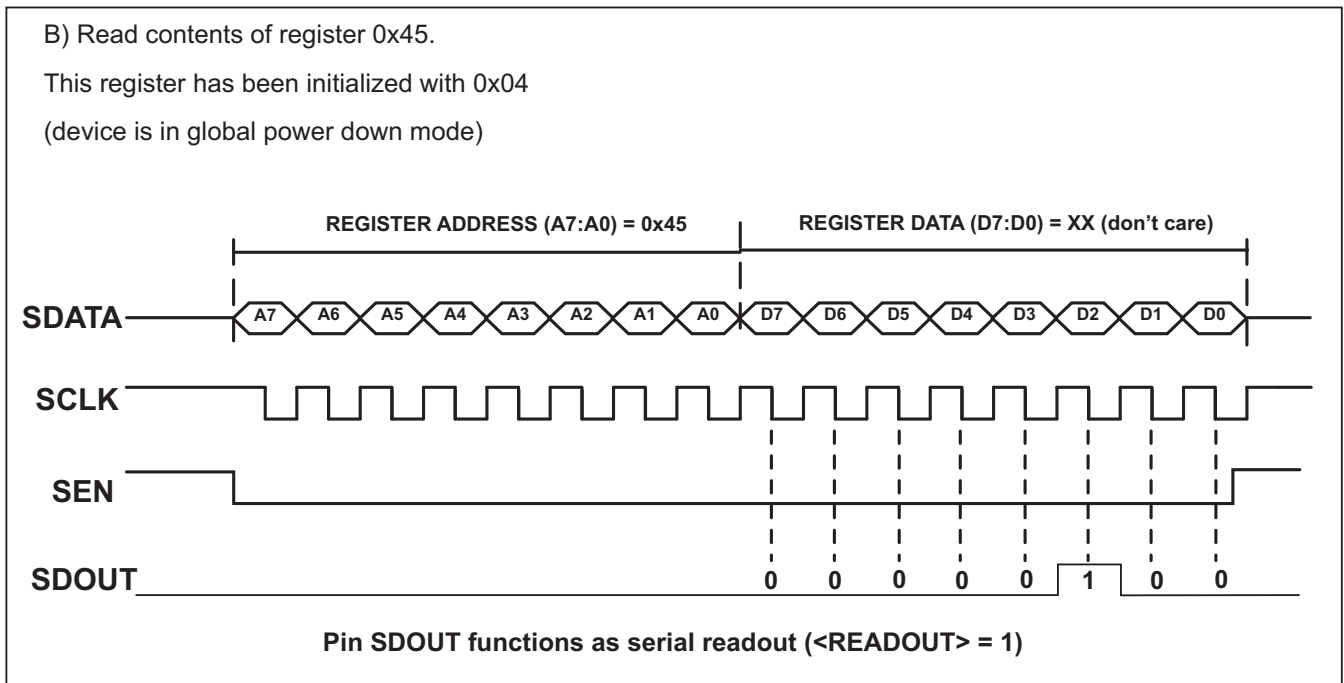 B) Read contents of register 0x45.
This register has been initialized with 0x04
(device is in global power down mode)
REGISTER ADDRESS (A7:A0) = 0x45 REGISTER DATA (D7:D0) = XX (don’t care)
SDATA A7 A6 A5 A4 A3 A2 A1 A0 D7 D6 D5 D4 D3 D2 D1 D0
SCLK
SEN
SDOUT 0 0 0 0 0 1 0 0
Pin SDOUT functions as serial readout (<READOUT> = 1)